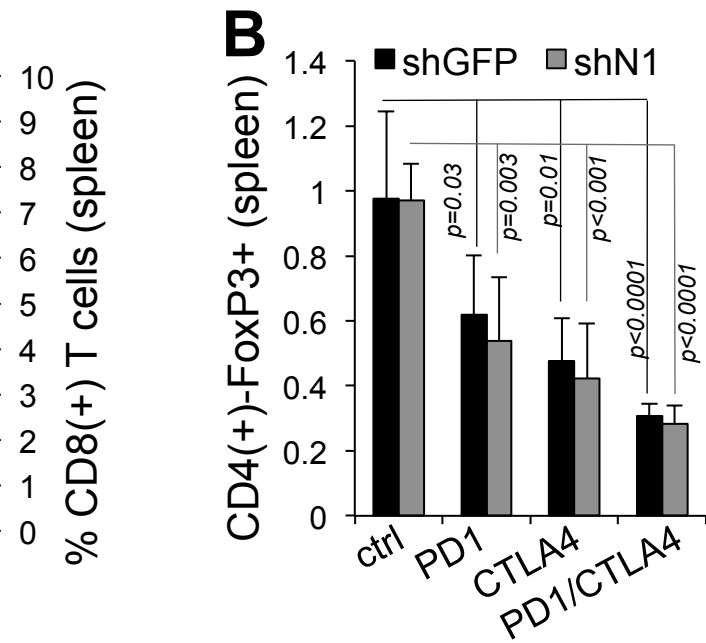 10
9
8
7
6
5
4
3
2
1
0
% CD8(+) T cells (spleen)
B
CD4(+)-FoxP3+ (spleen)
1.4
1.2
1
0.8
0.6
0.4
0.2
0
shGFP
shN1
p=0.03
p=0.003
p=0.01
p<0.001
p<0.0001
p<0.0001
ctrl
PD1
CTLA4
PD1/CTLA4